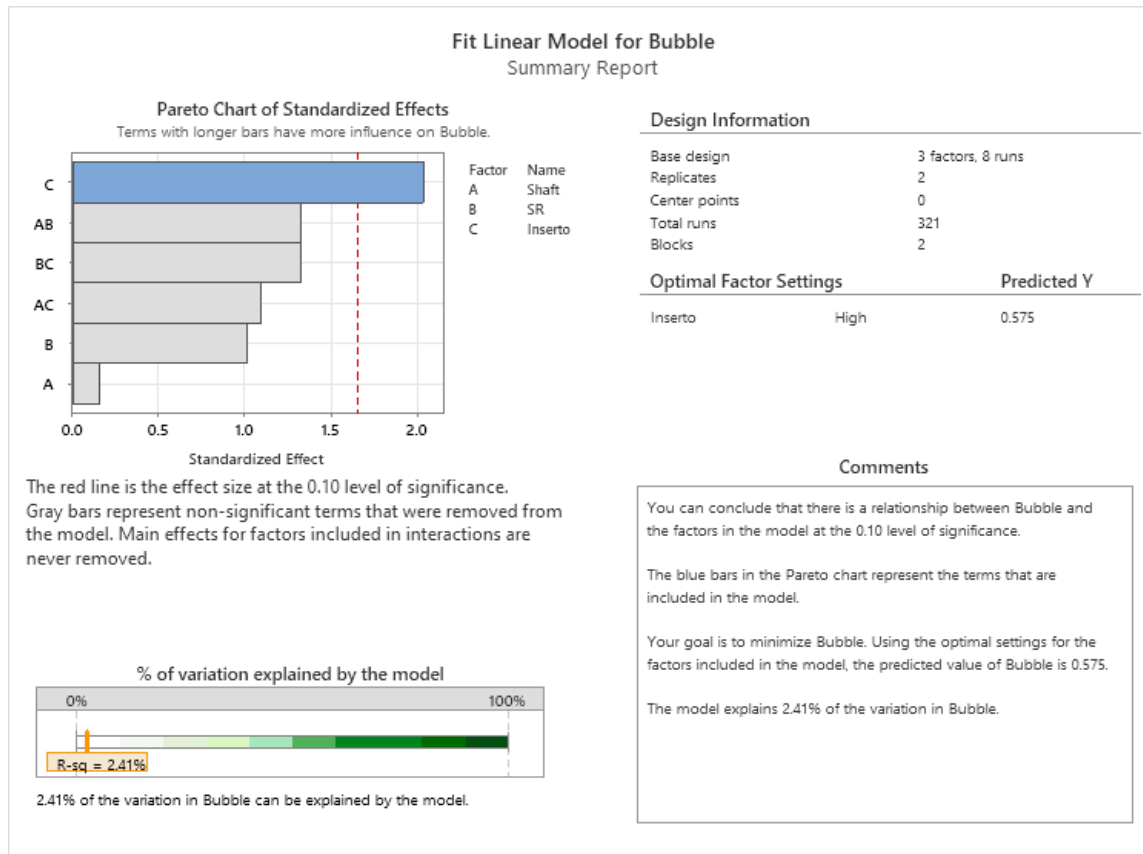 Fit Linear Model for Bubble
Summary Report
Pareto Chart of Standardized Effects
Terms with longer bars have more influence on Bubble.
C
AB
BC
AC
B
A
0.0 0.5 1.0 1.5 2.0
Standardized Effect
Factor Name
A Shaft
B SR
C Inserto
The red line is the effect size at the 0.10 level of significance.
Gray bars represent non-significant terms that were removed from
the model. Main effects for factors included in interactions are
never removed.
% of variation explained by the model
0% 100%
R-sq = 2.41%
2.41% of the variation in Bubble can be explained by the model.
Design Information
Base design 3 factors, 8 runs
Replicates 2
Center points 0
Total runs 321
Blocks 2
Optimal Factor Settings Predicted Y
Inserto High 0.575
Comments
You can conclude that there is a relationship between Bubble and
the factors in the model at the 0.10 level of significance.
The blue bars in the Pareto chart represent the terms that are
included in the model.
Your goal is to minimize Bubble. Using the optimal settings for the
factors included in the model, the predicted value of Bubble is 0.575.
The model explains 2.41% of the variation in Bubble.